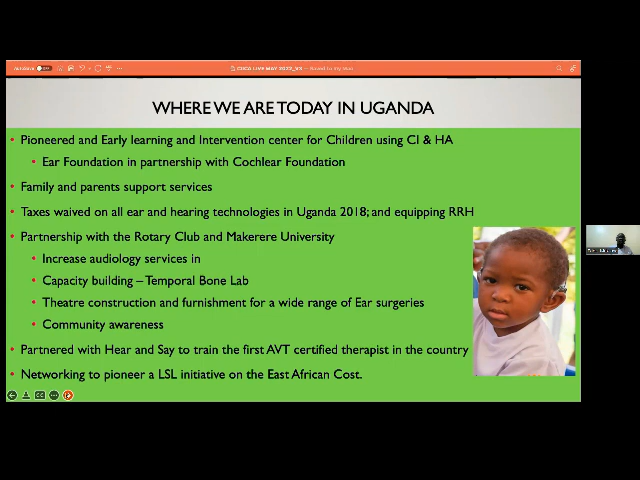 WHERE WE ARE TODAY IN UGANDA
Pioneered and Early learning and Intervention center for Children using CI & HA
Ear Foundation in partnership with Cochlear Foundation
Family and parents support services
Taxes waived on all ear and hearing technologies in Uganda 2018; and equipping RRH
Partnership with the Rotary Club and Makerere University
Increase audiology services in
Capacity building – Temporal Bone Lab
Theatre construction and furnishment for a wide range of Ear surgeries
Community awareness
Partnered with Hear and Say to train the first AVT certified therapist in the country
Networking to pioneer a LSL initiative on the East African Cost.